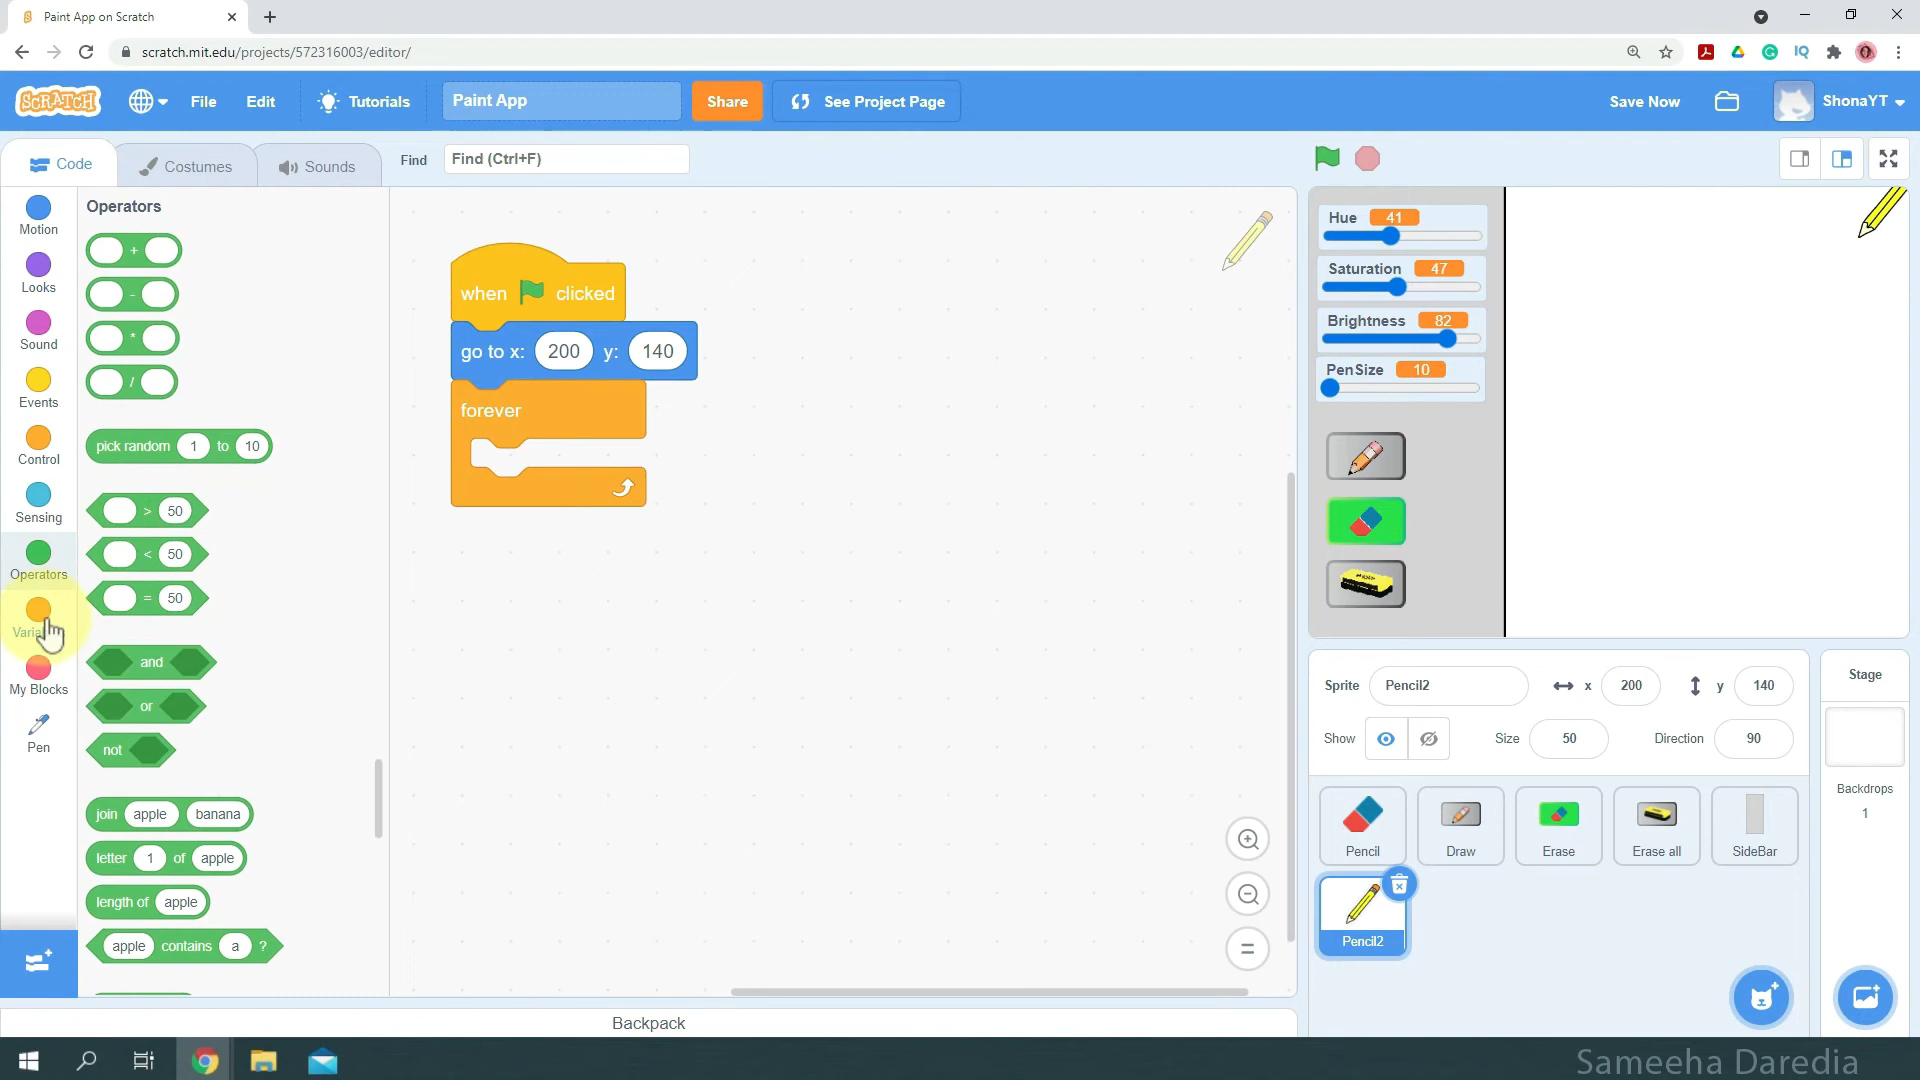 Paint App on Scratch
scratch.mit.edu/projects/572316003/editor/
SCRATCH
File
Edit
Tutorials
Paint App
Share
See Project Page
Save Now
ShonaYT
Code
Costumes
Sounds
Find
Find (Ctrl+F)
Motion
Looks
Sound
Events
Control
Sensing
Operators
My Blocks
Pen
Operators
+
-
*
/
pick random 1 to 10
> 50
< 50
= 50
and
or
not
join apple banana
letter 1 of apple
length of apple
apple contains a ?
when clicked
go to x: 200 y: 140
forever
Backpack
Hue 41
Saturation 47
Brightness 82
PenSize 10
Sprite Pencil2 x 200 y 140
Show Size 50 Direction 90
Pencil
Draw
Erase
Erase all
SideBar
Pencil2
Stage
Backdrops
1
Sameeha Daredia